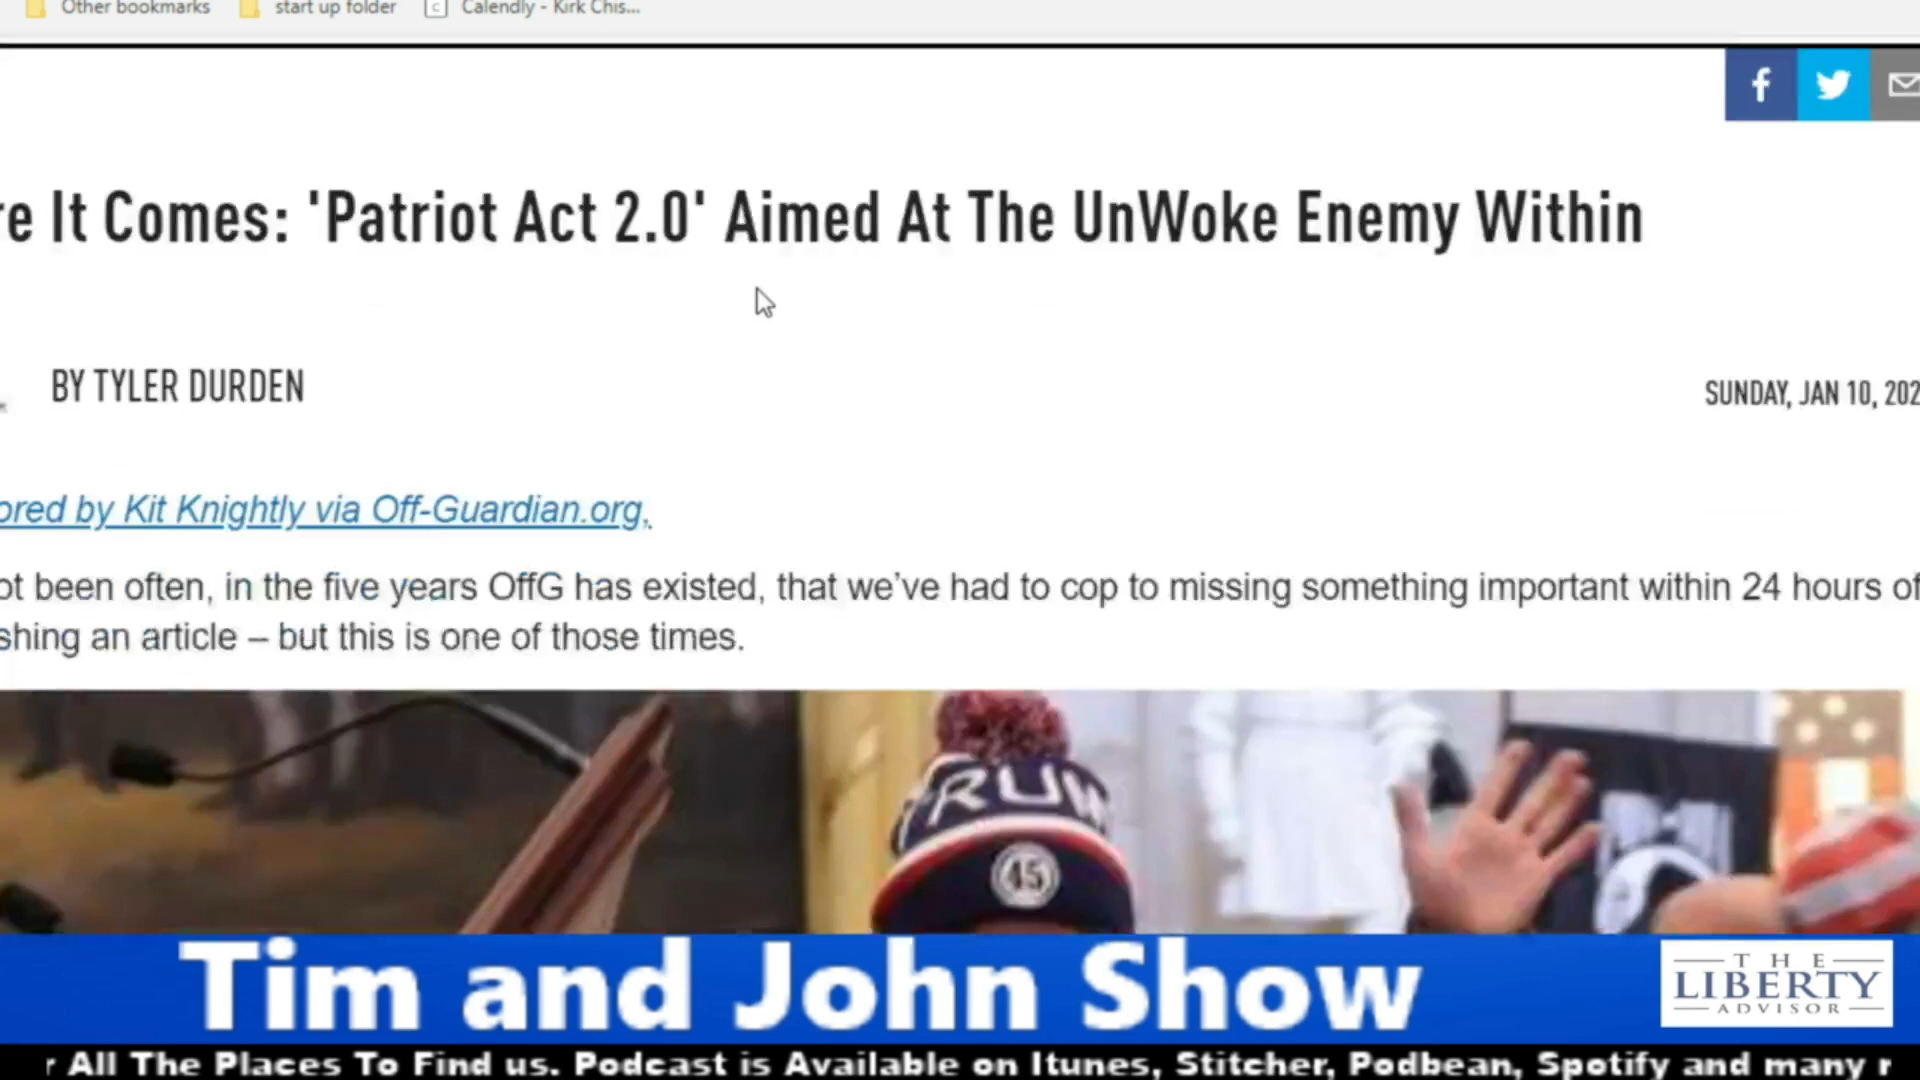 Other bookmarks start up folder Calendly - Kirk Chis...
re It Comes: 'Patriot Act 2.0' Aimed At The UnWoke Enemy Within
BY TYLER DURDEN
SUNDAY, JAN 10, 202
ored by Kit Knightly via Off-Guardian.org,
ot been often, in the five years OffG has existed, that we've had to cop to missing something important within 24 hours of
shing an article – but this is one of those times.
TRUM
45
Tim and John Show
THE
LIBERTY
ADVISOR
r All The Places To Find us. Podcast is Available on Itunes, Stitcher, Podbean, Spotify and many